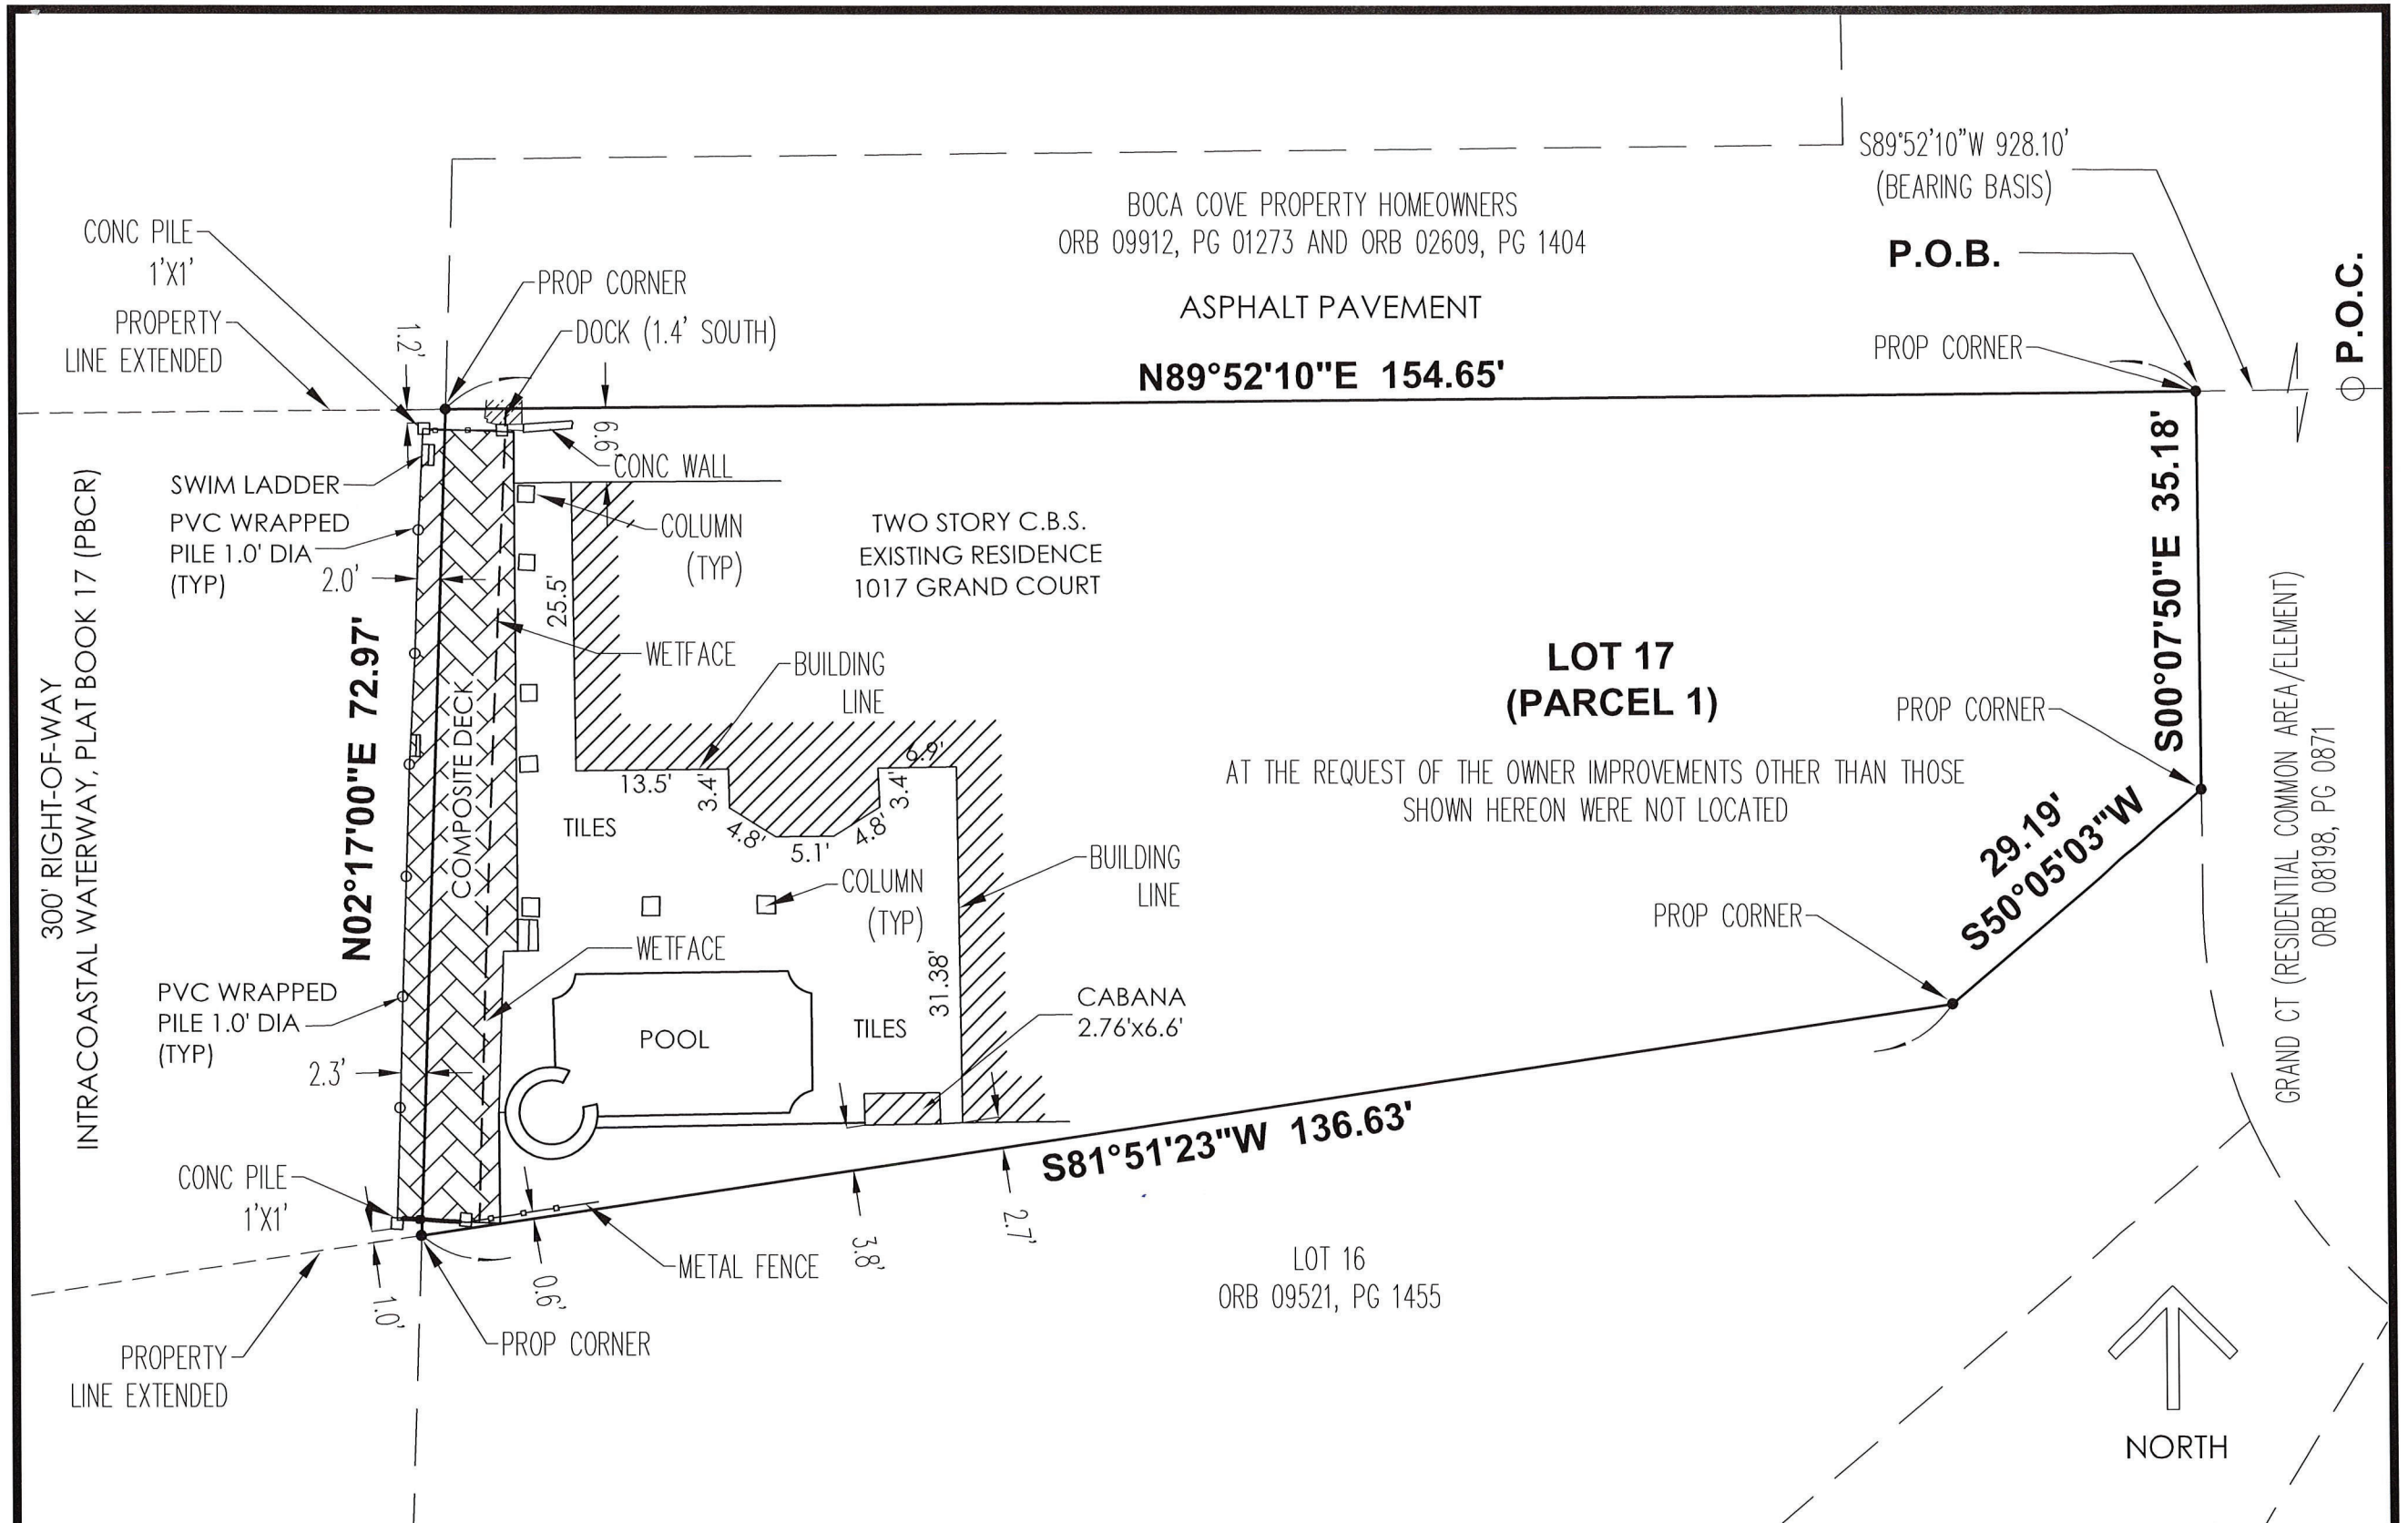 S89°52'10"W 928.10'
(BEARING BASIS)
BOCA COVE PROPERTY HOMEOWNERS
ORB 09912, PG 01273 AND ORB 02609, PG 1404
P.O.B.
P.O.C.
CONC PILE
1'X1'
PROP CORNER
PROPERTY
LINE EXTENDED
1.2'
DOCK (1.4' SOUTH)
ASPHALT PAVEMENT
PROP CORNER
N89°52'10"E 154.65'
6.6'
CONC WALL
S00°07'50"E 35.18'
SWIM LADDER
PVC WRAPPED
PILE 1.0' DIA
(TYP)
2.0'
COLUMN
(TYP)
25.5'
TWO STORY C.B.S.
EXISTING RESIDENCE
1017 GRAND COURT
300' RIGHT-OF-WAY
INTRACOASTAL WATERWAY, PLAT BOOK 17 (PBCR)
N02°17'00"E 72.97'
COMPOSITE DECK
WETFACE
BUILDING
LINE
LOT 17
(PARCEL 1)
PROP CORNER
AT THE REQUEST OF THE OWNER IMPROVEMENTS OTHER THAN THOSE
SHOWN HEREON WERE NOT LOCATED
13.5'
3.4'
4.8'
5.1'
4.8'
3.4'
6.9'
TILES
29.19'
S50°05'03"W
GRAND CT (RESIDENTIAL COMMON AREA/ELEMENT)
ORB 08198, PG 0871
COLUMN
(TYP)
BUILDING
LINE
PROP CORNER
WETFACE
31.38'
PVC WRAPPED
PILE 1.0' DIA
(TYP)
2.3'
POOL
TILES
CABANA
2.76'x6.6'
S81°51'23"W 136.63'
CONC PILE
1'X1'
METAL FENCE
3.8'
2.7'
0.6'
1.0'
LOT 16
ORB 09521, PG 1455
PROPERTY
LINE EXTENDED
PROP CORNER
NORTH